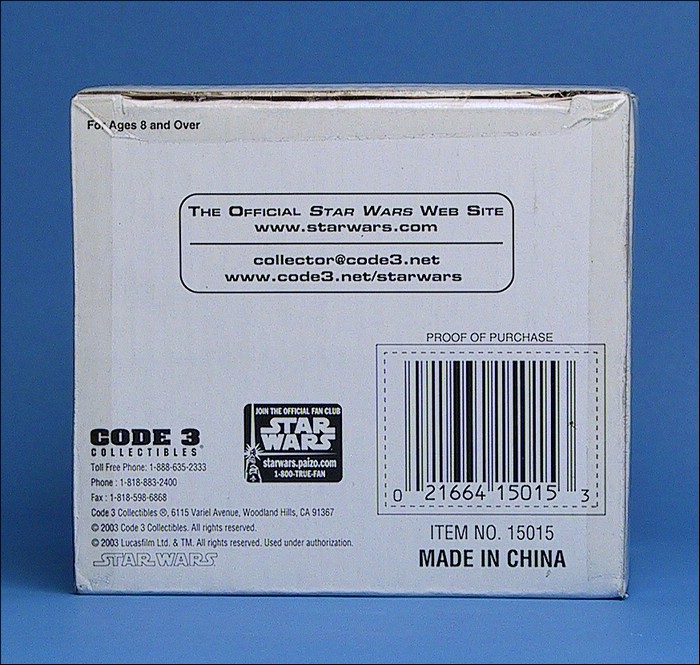 For Ages 8 and Over
THE OFFICIAL STAR WARS WEB SITE
www.starwars.com
collector@code3.net
www.code3.net/starwars
PROOF OF PURCHASE
0 21664 15015 3
ITEM NO. 15015
MADE IN CHINA
JOIN THE OFFICIAL FAN CLUB
STAR
WARS
starwars.paizo.com
1-800-TRUE-FAN
CODE 3
COLLECTIBLES
Toll Free Phone: 1-888-635-2333
Phone : 1-818-883-2400
Fax : 1-818-598-6868
Code 3 Collectibles ®, 6115 Variel Avenue, Woodland Hills, CA 91367
© 2003 Code 3 Collectibles. All rights reserved.
© 2003 Lucasfilm Ltd. & TM. All rights reserved. Used under authorization.
STAR WARS